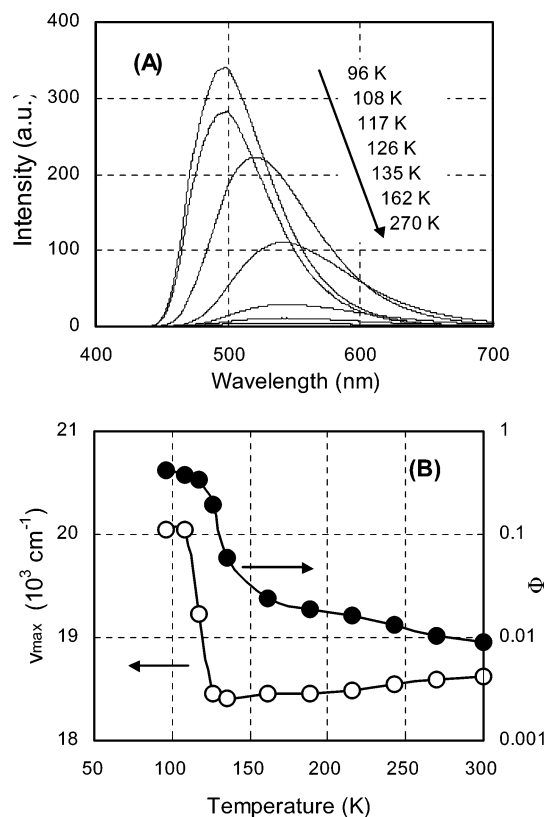 (A)
Intensity (a.u.)
400
300
200
100
0
96 K
108 K
117 K
126 K
135 K
162 K
270 K
400 500 600 700
Wavelength (nm)
(B)
νmax (10³ cm⁻¹)
21
20
19
18
1
0.1
0.01
0.001
Φ
50 100 150 200 250 300
Temperature (K)